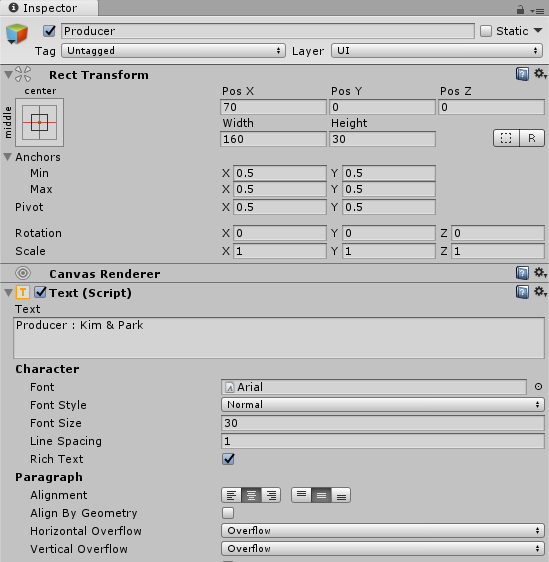 Inspector
Producer Static
Tag Untagged Layer UI
Rect Transform
center
middle
Pos X Pos Y Pos Z
70 0 0
Width Height
160 30
R
Anchors
Min X 0.5 Y 0.5
Max X 0.5 Y 0.5
Pivot X 0.5 Y 0.5
Rotation X 0 Y 0 Z 0
Scale X 1 Y 1 Z 1
Canvas Renderer
T Text (Script)
Text
Producer : Kim & Park
Character
Font Arial
Font Style Normal
Font Size 30
Line Spacing 1
Rich Text
Paragraph
Alignment
Align By Geometry
Horizontal Overflow Overflow
Vertical Overflow Overflow